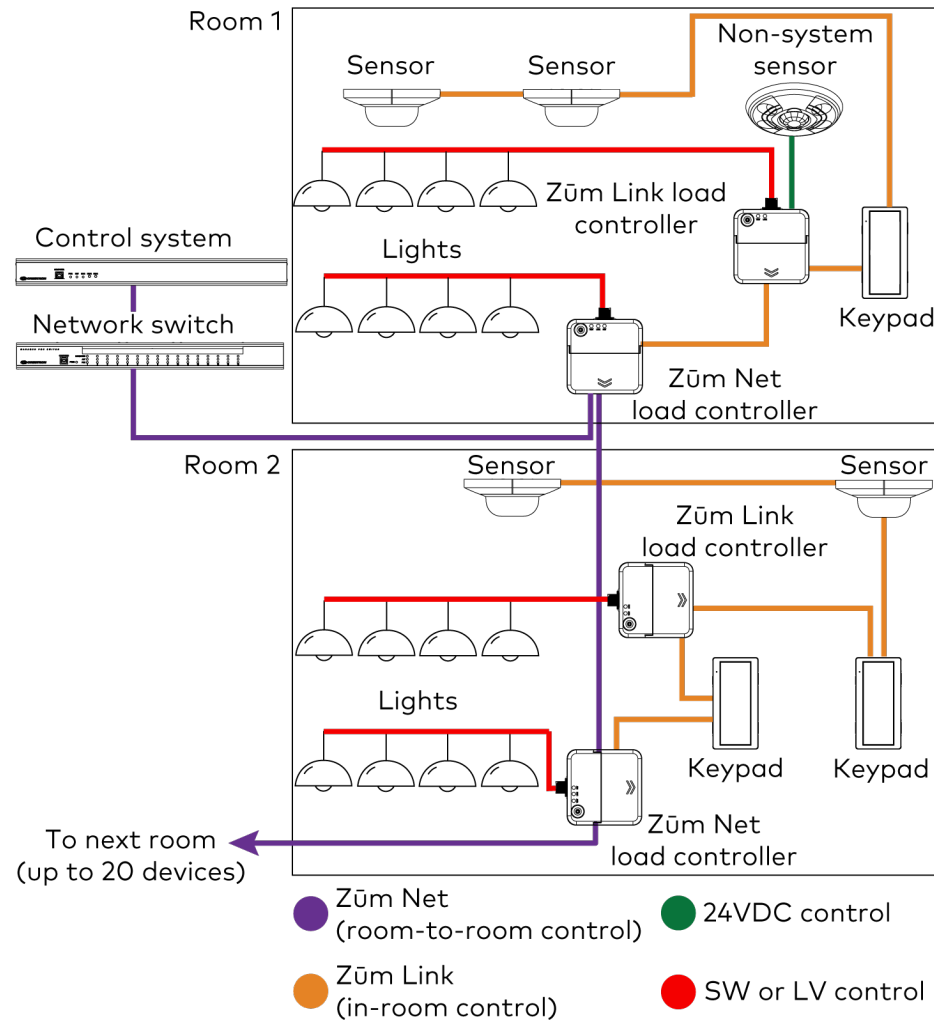 Room 1
Non-system
sensor
Sensor
Sensor
Zūm Link load
controller
Control system
Lights
Network switch
Keypad
Zūm Net
load controller
Room 2
Sensor
Sensor
Zūm Link
load controller
Lights
Keypad
Keypad
To next room
(up to 20 devices)
Zūm Net
load controller
Zūm Net
(room-to-room control)
24VDC control
Zūm Link
(in-room control)
SW or LV control